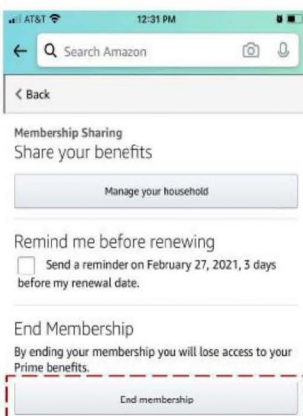 AT&T 12:31 PM
Search Amazon
< Back
Membership Sharing
Share your benefits
Manage your household
Remind me before renewing
Send a reminder on February 27, 2021, 3 days
before my renewal date.
End Membership
By ending your membership you will lose access to your
Prime benefits.
End membership